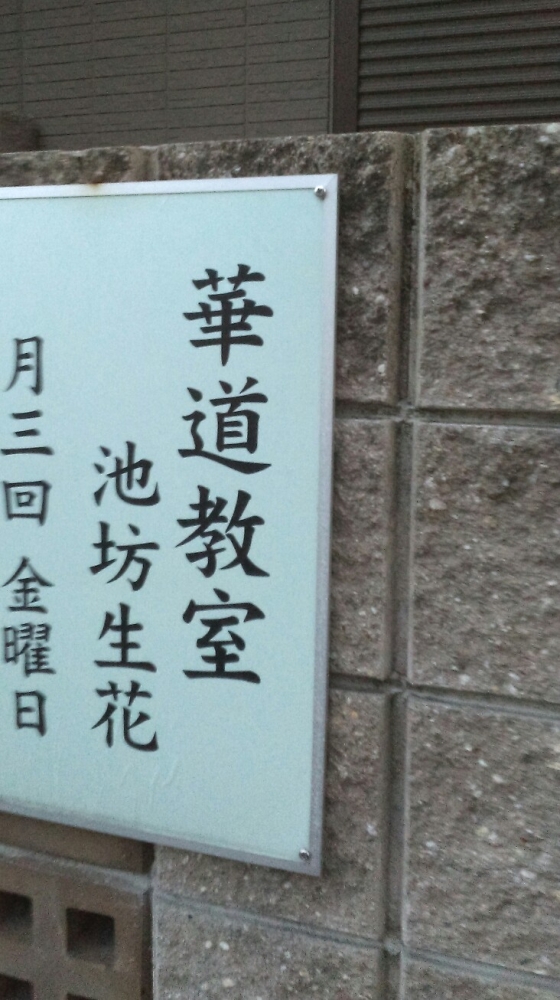 華道教室
池坊生花
月三回 金曜日